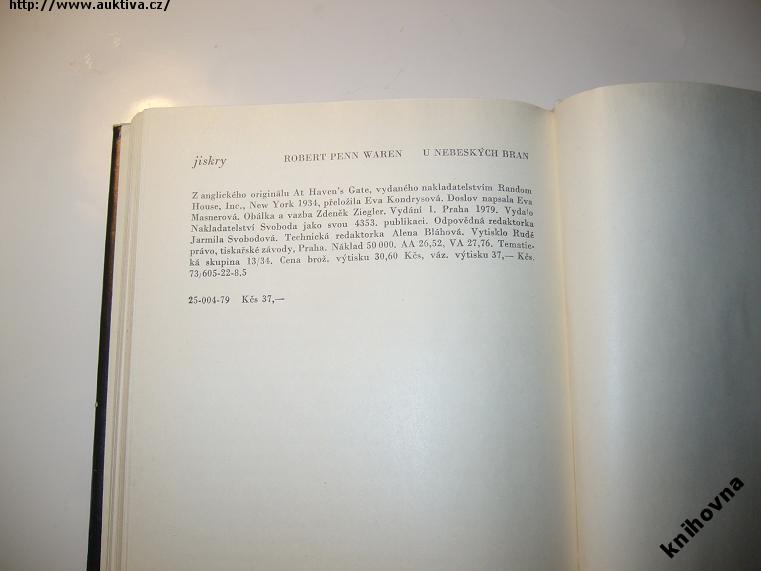 http://www.auktiva.cz/
jiskry ROBERT PENN WAREN U NEBESKÝCH BRAN
Z anglického originálu At Haven's Gate, vydaného nakladatelstvím Random
House, Inc., New York 1934, přeložila Eva Kondrysová. Doslov napsala Eva
Masnerová. Obálka a vazba Zdeněk Ziegler. Vydání 1. Praha 1979. Vydalo
Nakladatelství Svoboda jako svou 4353. publikaci. Odpovědná redaktorka
Jarmila Svobodová. Technická redaktorka Alena Bláhová. Vytisklo Rudé
právo, tiskařské závody, Praha. Náklad 50 000. AA 26,52, VA 27,76. Tematic-
ká skupina 13/34. Cena brož. výtisku 30,60 Kčs, váz. výtisku 37,— Kčs.
73/605-22-8.5
25-004-79 Kčs 37,—
knihovna